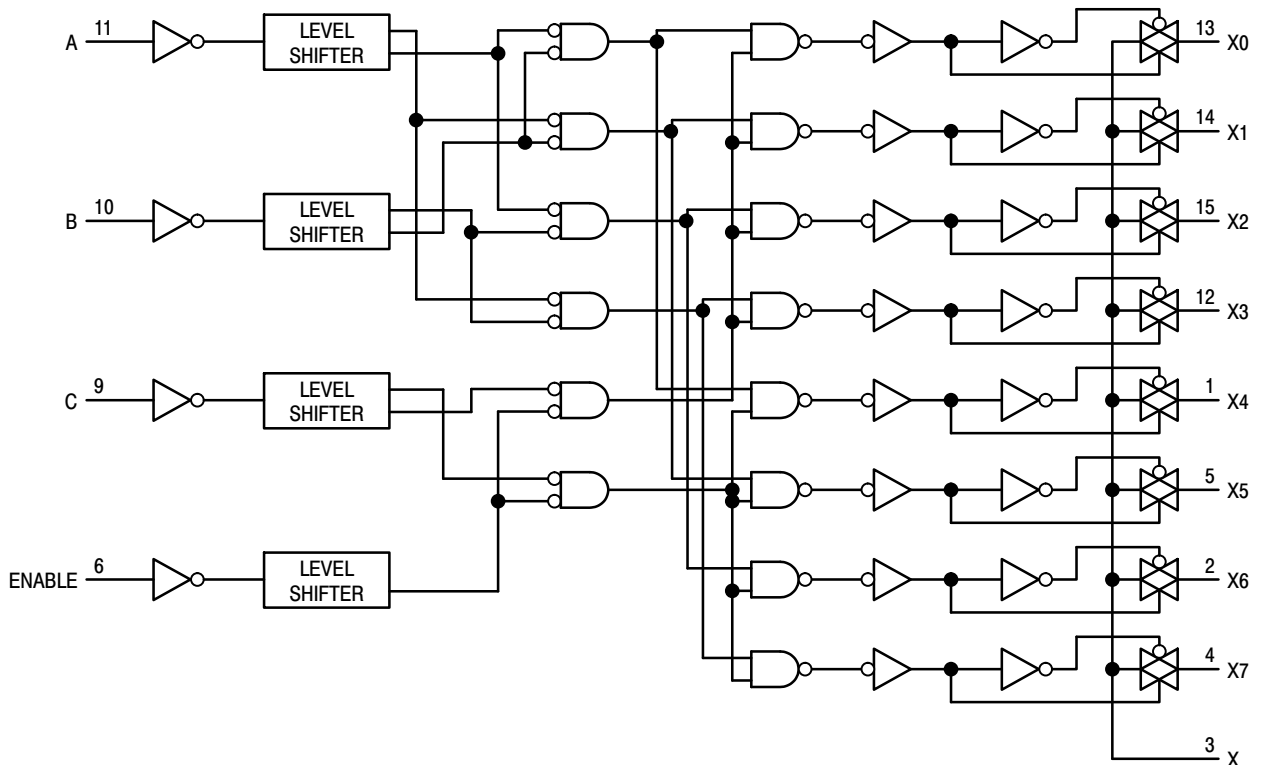 A 11
LEVEL
SHIFTER
13 X0
14 X1
B 10
LEVEL
SHIFTER
15 X2
12 X3
C 9
LEVEL
SHIFTER
1 X4
5 X5
ENABLE 6
LEVEL
SHIFTER
2 X6
4 X7
3 X